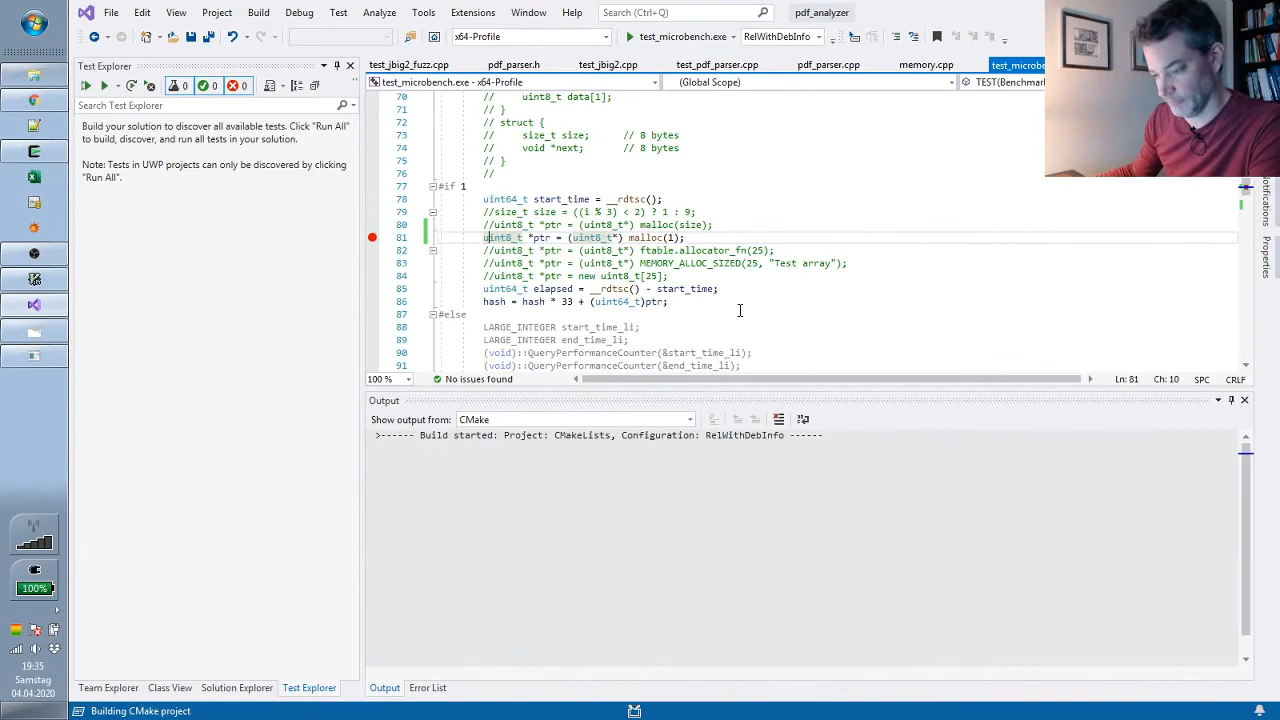 File Edit View Project Build Debug Test Analyze Tools Extensions Window Help Search (Ctrl+Q) pdf_analyzer
x64-Profile test_microbench.exe RelWithDebInfo
Test Explorer
0 0 0
Search Test Explorer
Build your solution to discover all available tests. Click "Run All"
to build, discover, and run all tests in your solution.
Note: Tests in UWP projects can only be discovered by clicking
"Run All".
test_jbig2_fuzz.cpp pdf_parser.h test_jbig2.cpp test_pdf_parser.cpp pdf_parser.cpp memory.cpp test_microbe
test_microbench.exe - x64-Profile (Global Scope) TEST(Benchmar
70 // uint8_t data[1];
71 // }
72 // struct {
73 // size_t size; // 8 bytes
74 // void *next; // 8 bytes
75 // }
76 //
77 #if 1
78 uint64_t start_time = __rdtsc();
79 //size_t size = ((i % 3) < 2) ? 1 : 9;
80 //uint8_t *ptr = (uint8_t*) malloc(size);
81 uint8_t *ptr = (uint8_t*) malloc(1);
82 //uint8_t *ptr = (uint8_t*) ftable.allocator_fn(25);
83 //uint8_t *ptr = (uint8_t*) MEMORY_ALLOC_SIZED(25, "Test array");
84 //uint8_t *ptr = new uint8_t[25];
85 uint64_t elapsed = __rdtsc() - start_time;
86 hash = hash * 33 + (uint64_t)ptr;
87 #else
88 LARGE_INTEGER start_time_li;
89 LARGE_INTEGER end_time_li;
90 (void)::QueryPerformanceCounter(&start_time_li);
91 (void)::QueryPerformanceCounter(&end_time_li);
100 % No issues found Ln: 81 Ch: 10 SPC CRLF
Output
Show output from: CMake
>------ Build started: Project: CMakeLists, Configuration: RelWithDebInfo ------
Notifications
Team Explorer Class View Solution Explorer Test Explorer Output Error List
Building CMake project
100%
19:35
Samstag
04.04.2020